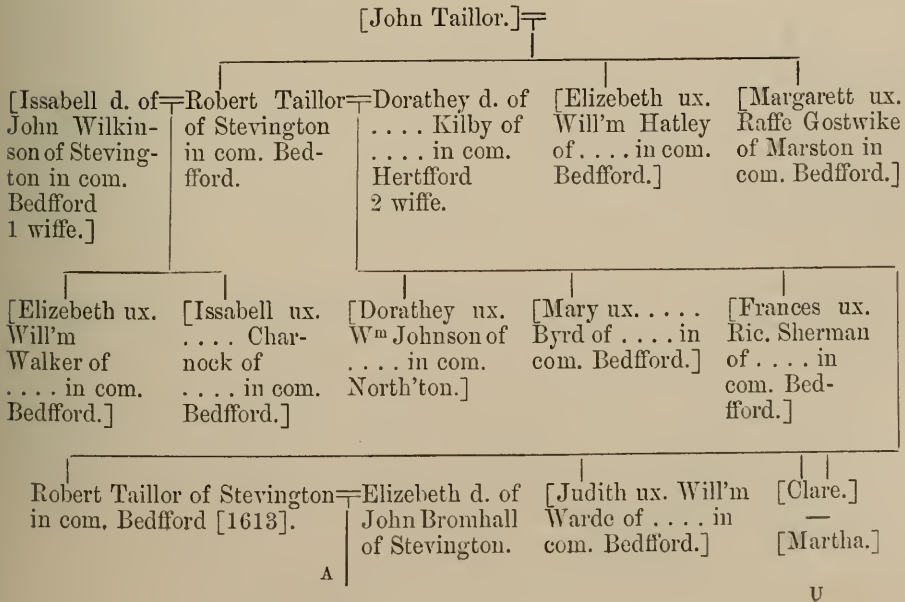 [John Taillor.]
[Issabell d. of
John Wilkin-
son of Steving-
ton in com.
Bedfford
1 wiffe.]
Robert Taillor
of Stevington
in com. Bed-
fford.
Dorathey d. of
. . . . Kilby of
. . . . in com.
Hertfford
2 wiffe.
[Elizebeth ux.
Will'm Hatley
of . . . . in com.
Bedfford.]
[Margarett ux.
Raffe Gostwike
of Marston in
com. Bedfford.]
[Elizebeth ux.
Will'm
Walker of
. . . . in com.
Bedfford.]
[Issabell ux.
. . . . Char-
nock of
. . . . in com.
Bedfford.]
[Dorathey ux.
Wᵐ Johnson of
. . . . in com.
North'ton.]
[Mary ux. . . . .
Byrd of . . . . in
com. Bedfford.]
[Frances ux.
Ric. Sherman
of . . . . in
com. Bed-
fford.]
Robert Taillor of Stevington
in com. Bedfford [1613].
Elizebeth d. of
John Bromhall
of Stevington.
[Judith ux. Will'm
Warde of . . . . in
com. Bedfford.]
[Clare.]
—
[Martha.]
A
U